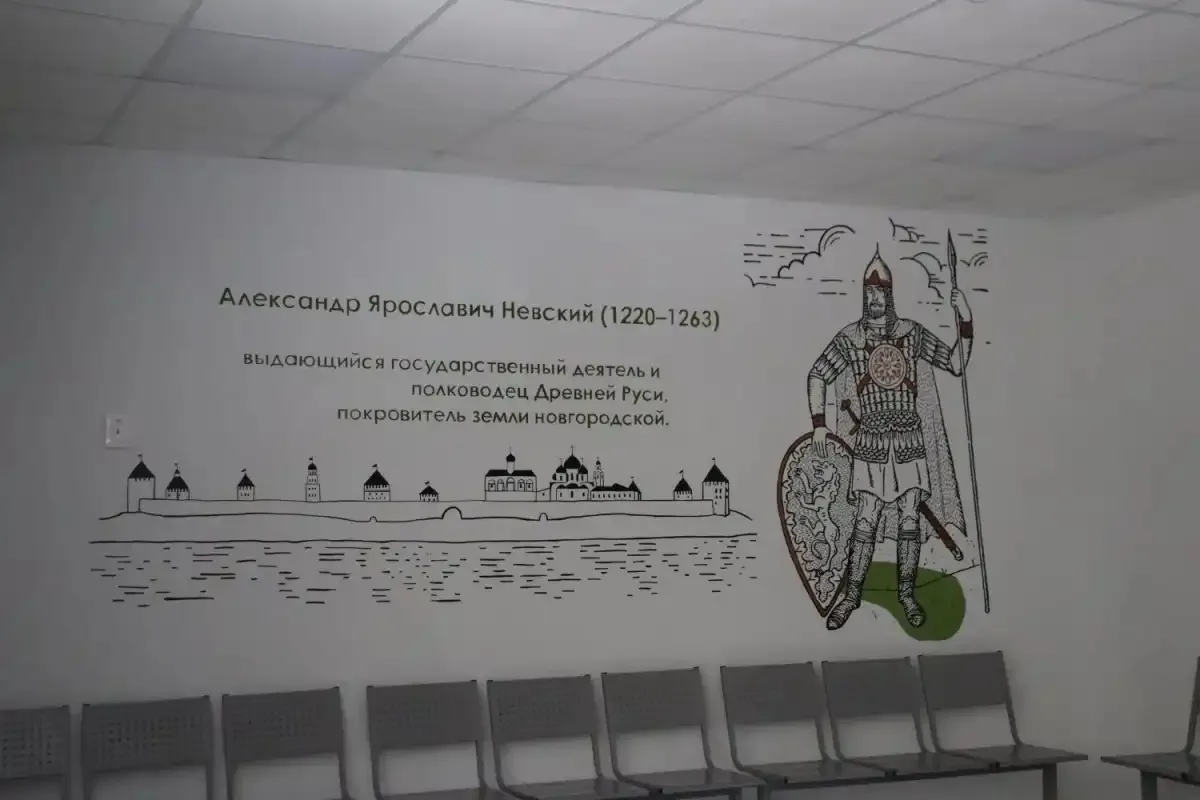 Александр Ярославич Невский (1220–1263)
выдающийся государственный деятель и
полководец Древней Руси,
покровитель земли новгородской.